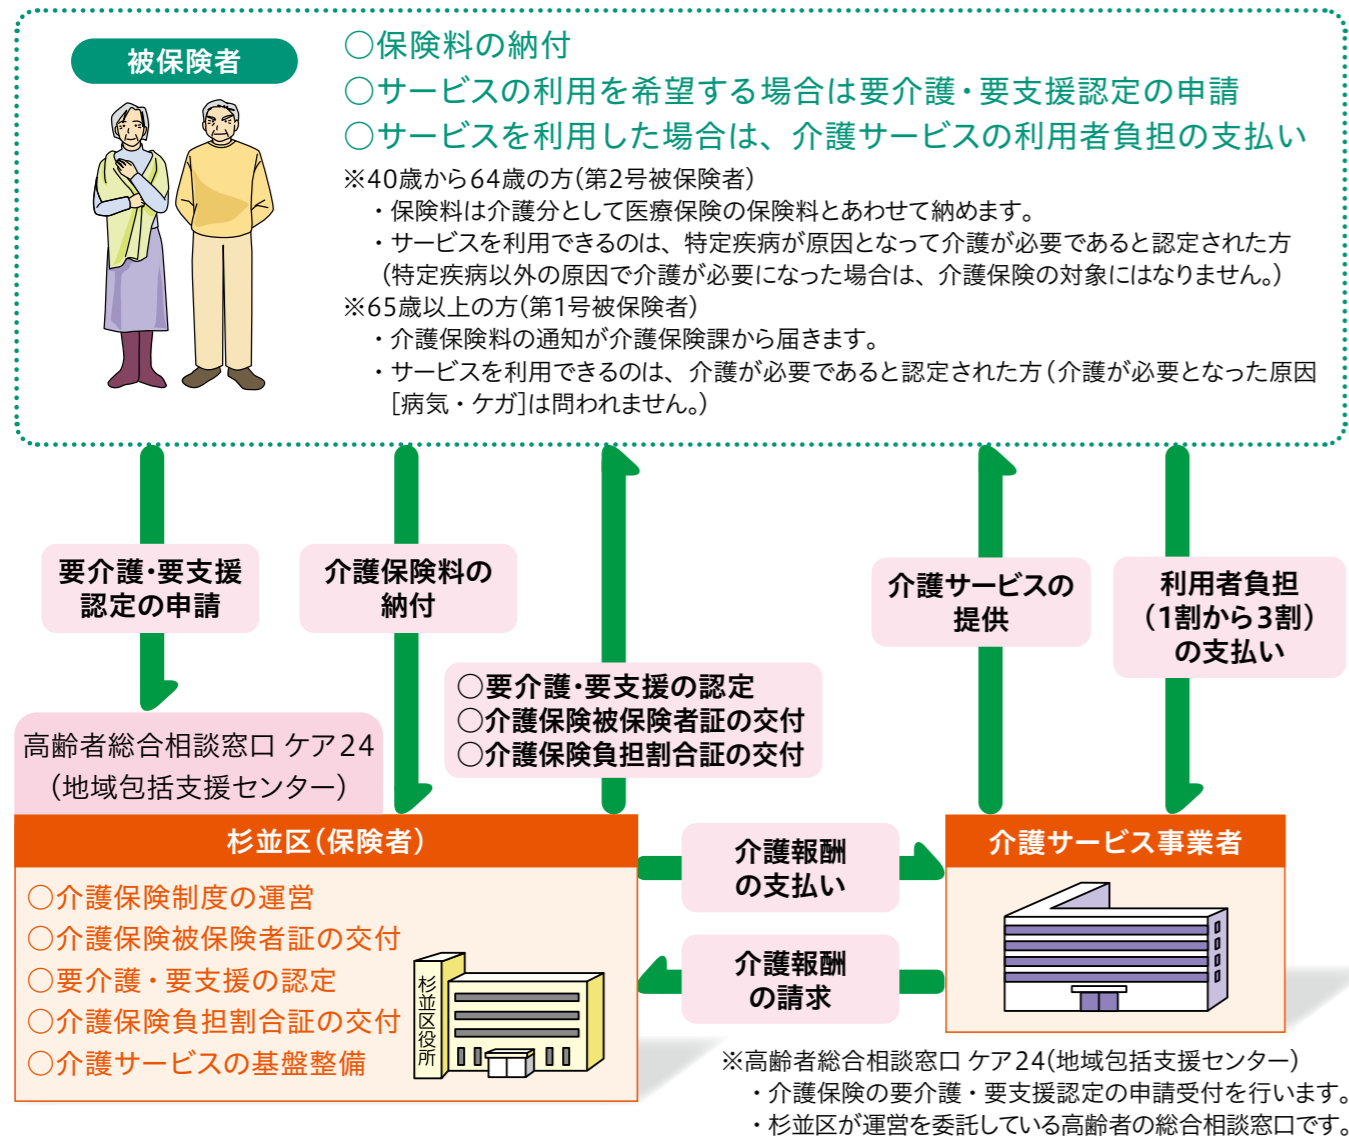 被保険者
○保険料の納付
○サービスの利用を希望する場合は要介護・要支援認定の申請
○サービスを利用した場合は、介護サービスの利用者負担の支払い
※40歳から64歳の方(第2号被保険者)
・保険料は介護分として医療保険の保険料とあわせて納めます。
・サービスを利用できるのは、特定疾病が原因となって介護が必要であると認定された方
(特定疾病以外の原因で介護が必要になった場合は、介護保険の対象にはなりません。)
※65歳以上の方(第1号被保険者)
・介護保険料の通知が介護保険課から届きます。
・サービスを利用できるのは、介護が必要であると認定された方(介護が必要となった原因
[病気・ケガ]は問われません。)
要介護・要支援
認定の申請
介護保険料の
納付
○要介護・要支援の認定
○介護保険被保険者証の交付
○介護保険負担割合証の交付
介護サービスの
提供
利用者負担
(1割から3割)
の支払い
高齢者総合相談窓口 ケア24
(地域包括支援センター)
杉並区(保険者)
○介護保険制度の運営
○介護保険被保険者証の交付
○要介護・要支援の認定
○介護保険負担割合証の交付
○介護サービスの基盤整備
杉並区役所
介護報酬
の支払い
介護報酬
の請求
介護サービス事業者
※高齢者総合相談窓口 ケア24(地域包括支援センター)
・介護保険の要介護・要支援認定の申請受付を行います。
・杉並区が運営を委託している高齢者の総合相談窓口です。